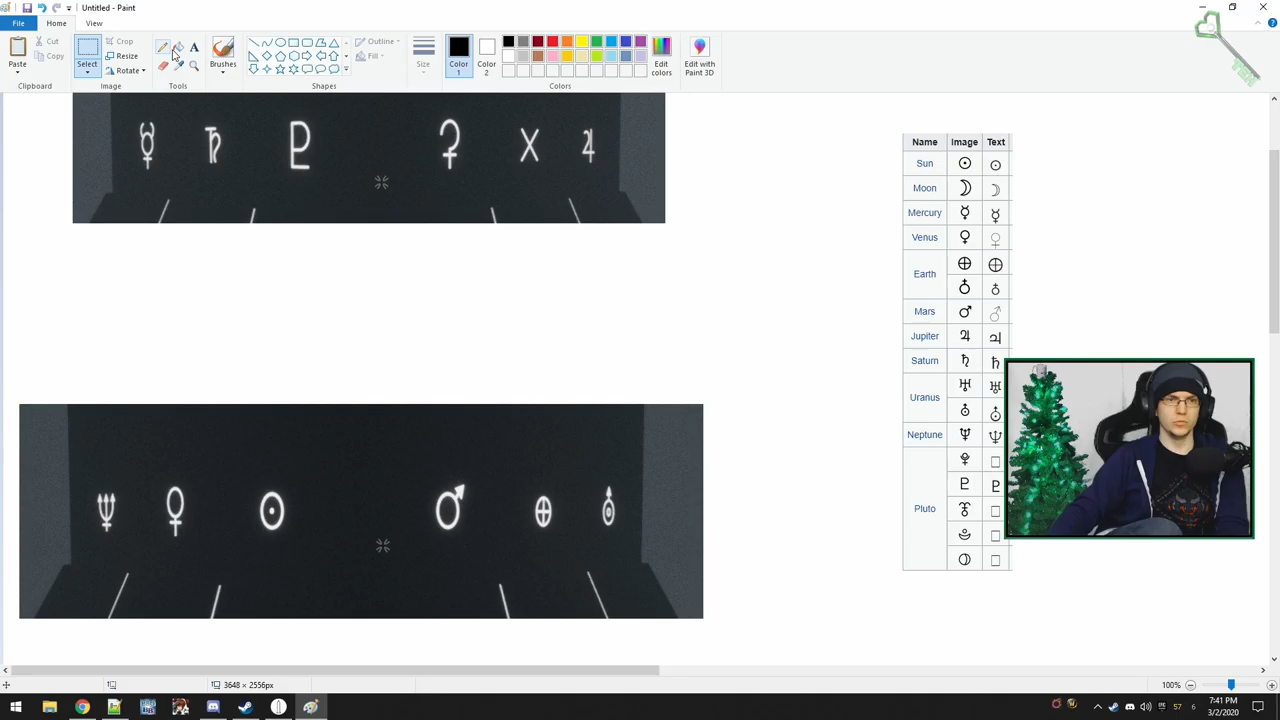 Untitled - Paint
File
Home
View
Paste
Cut
Copy
Clipboard
Select
Crop
Resize
Rotate
Image
A
Tools
Brushes
Shapes
Outline
Fill
Size
Color 1
Color 2
Edit colors
Colors
Edit with Paint 3D
☿ ♄ ♇ ⚳ X ♃
♆ ♀ ☉ ♂ ⊕ ⛢
Name Image Text
Sun ☉ ☉
Moon ☽ ☽
Mercury ☿ ☿
Venus ♀ ♀
Earth ⊕ ⊕
♁ ♁
Mars ♂ ♂
Jupiter ♃ ♃
Saturn ♄ ♄
Uranus ♅ ♅
⛢ ⛢
Neptune ♆ ♆
Pluto
♇ ♇
3648 × 2556px
100%
57 6
7:41 PM
3/2/2020